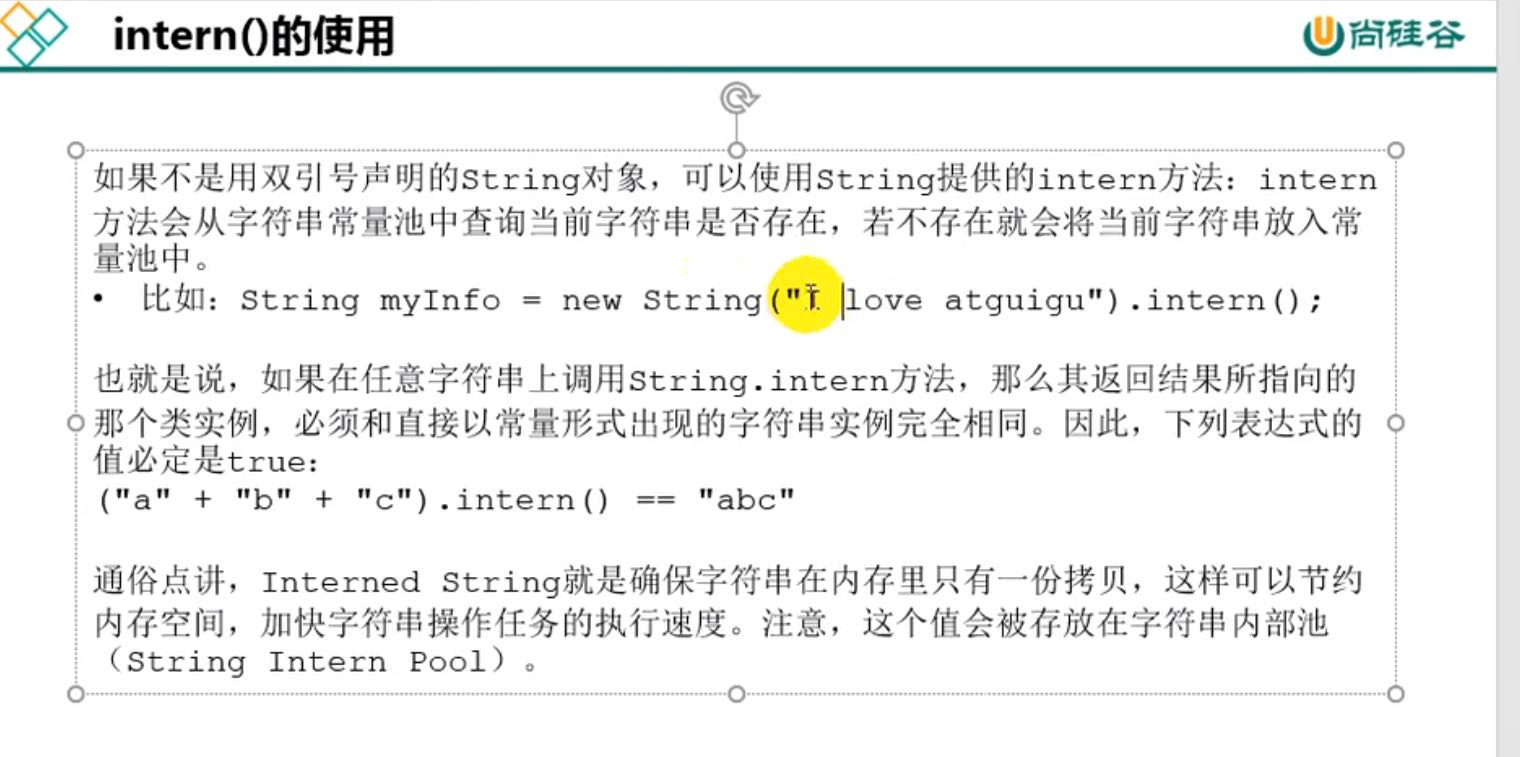 intern()的使用
尚硅谷
如果不是用双引号声明的String对象，可以使用String提供的intern方法：intern
方法会从字符串常量池中查询当前字符串是否存在，若不存在就会将当前字符串放入常
量池中。
• 比如：String myInfo = new String("I love atguigu").intern();
也就是说，如果在任意字符串上调用String.intern方法，那么其返回结果所指向的
那个类实例，必须和直接以常量形式出现的字符串实例完全相同。因此，下列表达式的
值必定是true：
("a" + "b" + "c").intern() == "abc"
通俗点讲，Interned String就是确保字符串在内存里只有一份拷贝，这样可以节约
内存空间，加快字符串操作任务的执行速度。注意，这个值会被存放在字符串内部池
（String Intern Pool）。